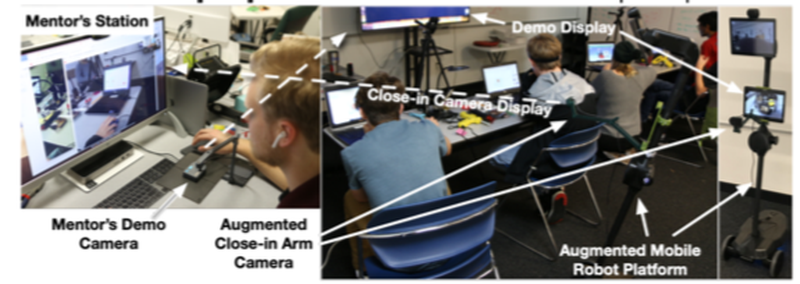 Mentor's Station
Demo Display
Close-in Camera Display
Mentor's Demo
Camera
Augmented
Close-in Arm
Camera
Augmented Mobile
Robot Platform